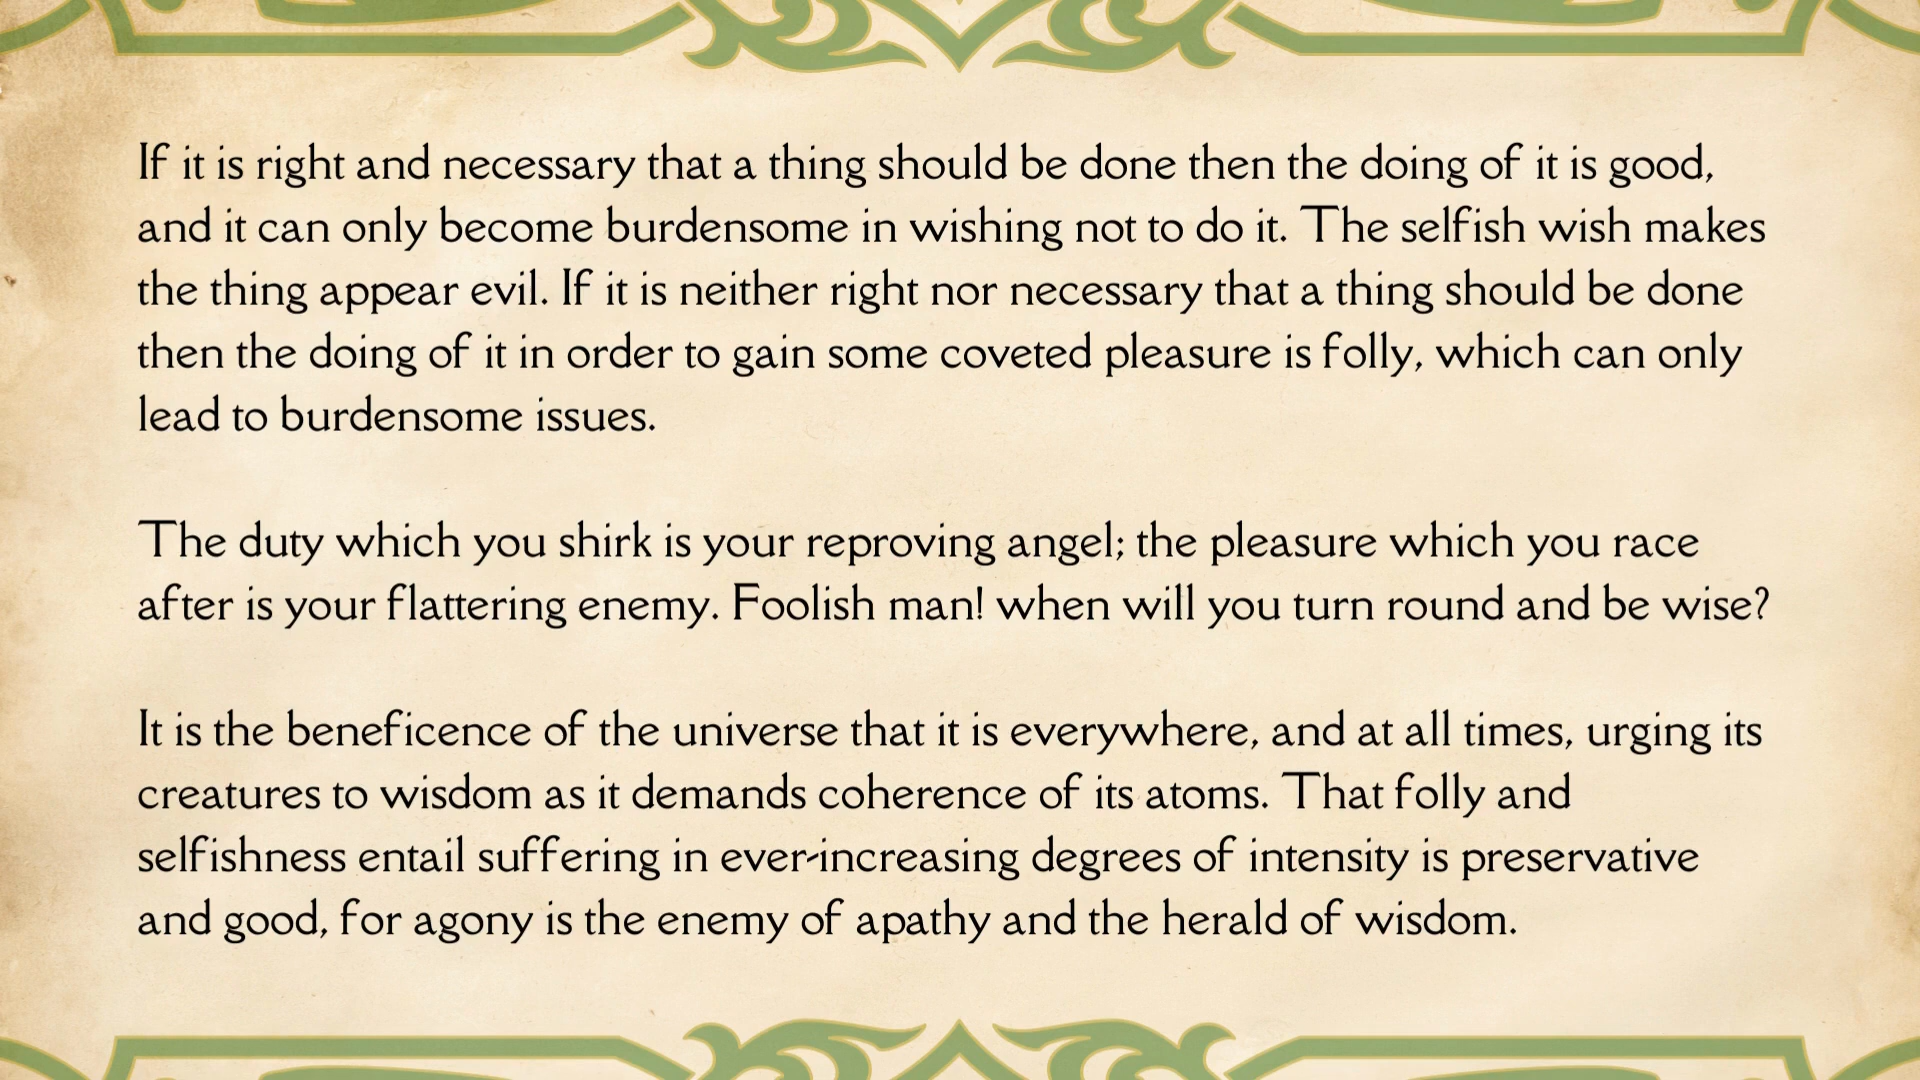 If it is right and necessary that a thing should be done then the doing of it is good,
and it can only become burdensome in wishing not to do it. The selfish wish makes
the thing appear evil. If it is neither right nor necessary that a thing should be done
then the doing of it in order to gain some coveted pleasure is folly, which can only
lead to burdensome issues.
The duty which you shirk is your reproving angel; the pleasure which you race
after is your flattering enemy. Foolish man! when will you turn round and be wise?
It is the beneficence of the universe that it is everywhere, and at all times, urging its
creatures to wisdom as it demands coherence of its atoms. That folly and
selfishness entail suffering in ever-increasing degrees of intensity is preservative
and good, for agony is the enemy of apathy and the herald of wisdom.